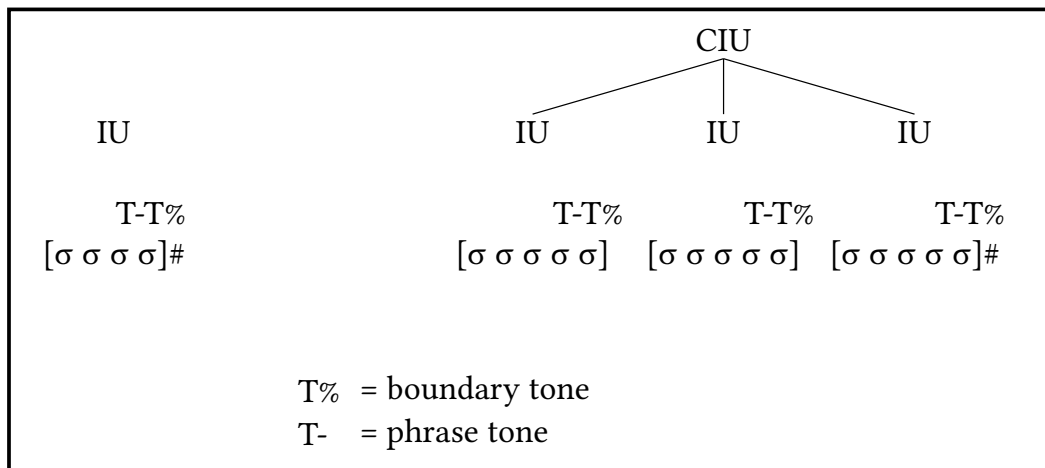 CIU
IU IU IU IU
T-T% T-T% T-T% T-T%
[σ σ σ σ]# [σ σ σ σ σ] [σ σ σ σ σ] [σ σ σ σ σ]#
T% = boundary tone
T- = phrase tone